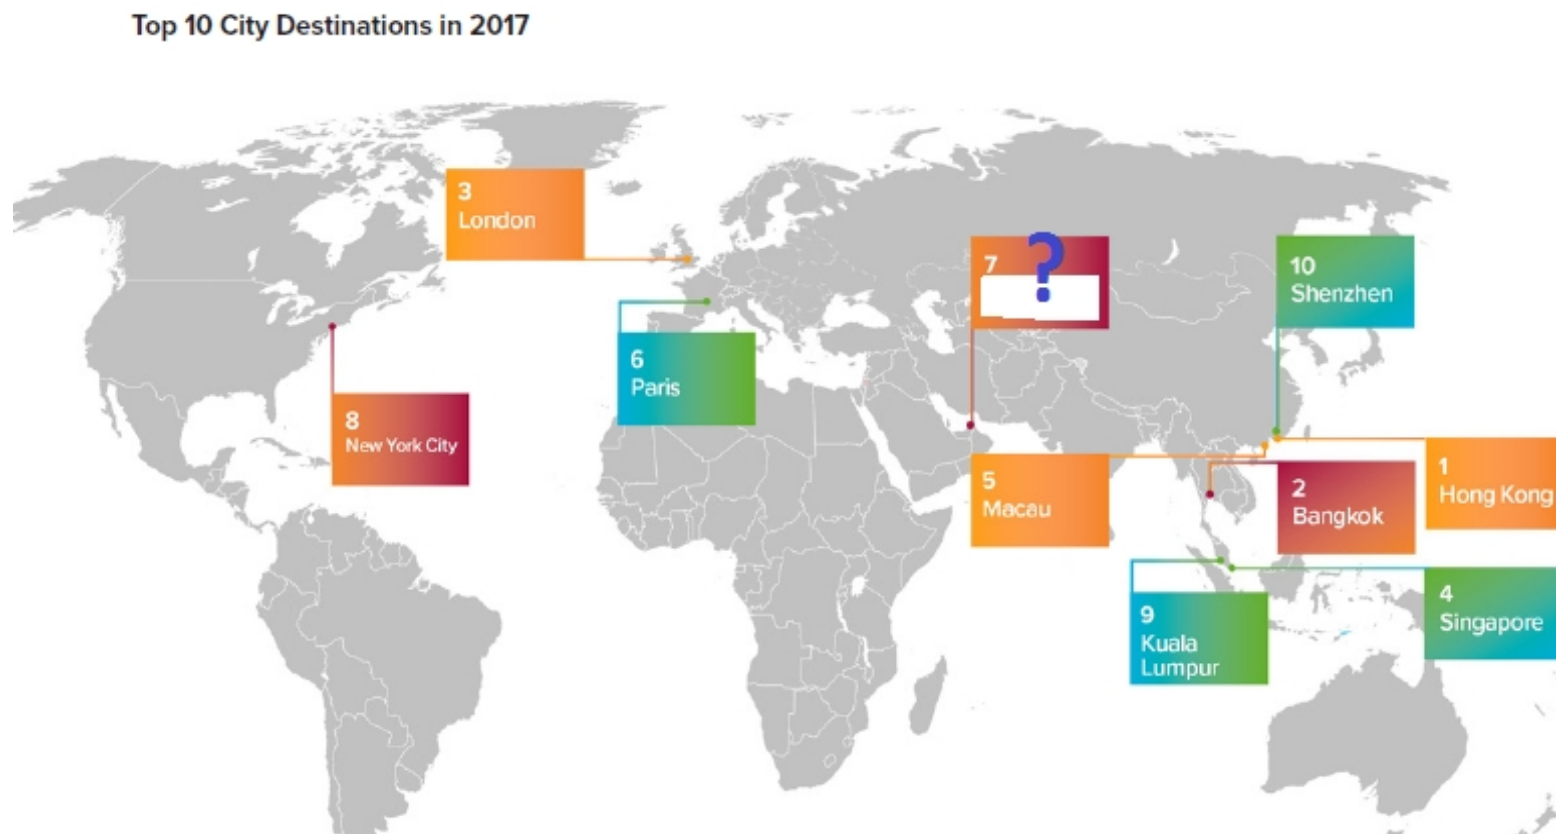 Top 10 City Destinations in 2017
3
London
7
?
10
Shenzhen
6
Paris
8
New York City
5
Macau
2
Bangkok
1
Hong Kong
9
Kuala
Lumpur
4
Singapore